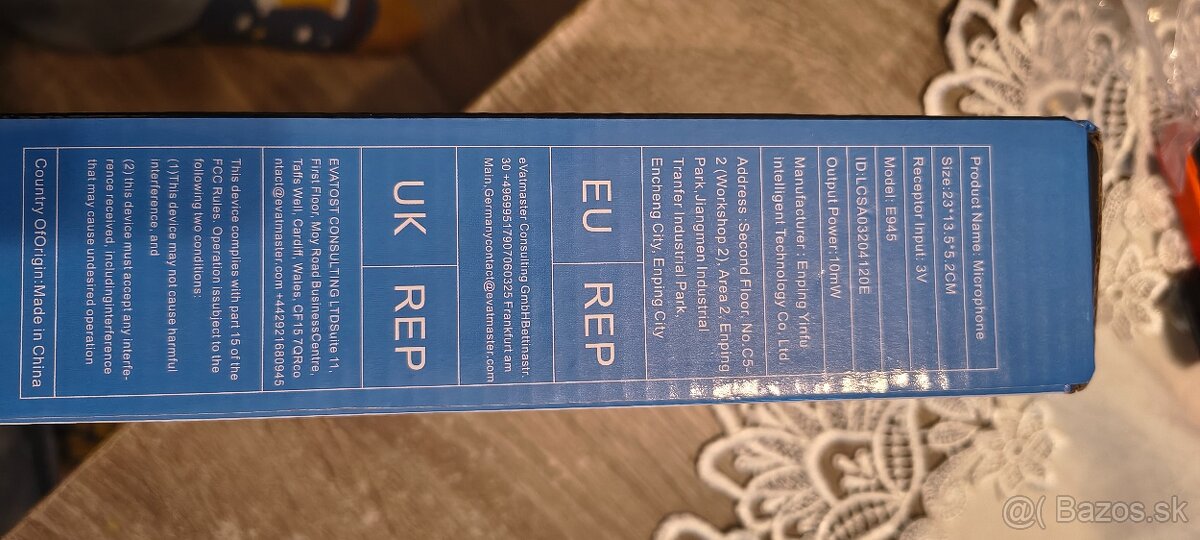 Product Name: Microphone
Size:23*13.5*5.2CM
Receptor Input: 3V
Model: E945
ID:LCSA03204120E
Output Power:10mW
Manufacturer: Enping Yinfu
intelligent Technology Co, Ltd
Address :Second Floor, No.C5-
2 (Workshop 2), Area 2, Enping
Park,Jiangmen Industrial
Tranfer Industrial Park,
Encheng City, Enping City
EU REP
eVatmaster Consulting GmbHBettinastr.
30 +4969951790706​0325 Frankfurt am
Main,Germanycontact@evatmaster.com
UK REP
EVATOST CONSULTING LTDSuite 11,
First Floor, Moy Road BusinessCentre,
Taffs Well, Cardiff, Wales, CF15 7QRco
ntact@evatmaster.com +442921680945
This device complies with part 15 of the
FCC Rules. Operation issubject to the
following two conditions:
(1)This device may not cause harmful
interference, and
(2)this device must accept any interfe-
rence received, includinginterference
that may cause undesired operation
Country OfOrigin:Made in China
@( Bazos.sk